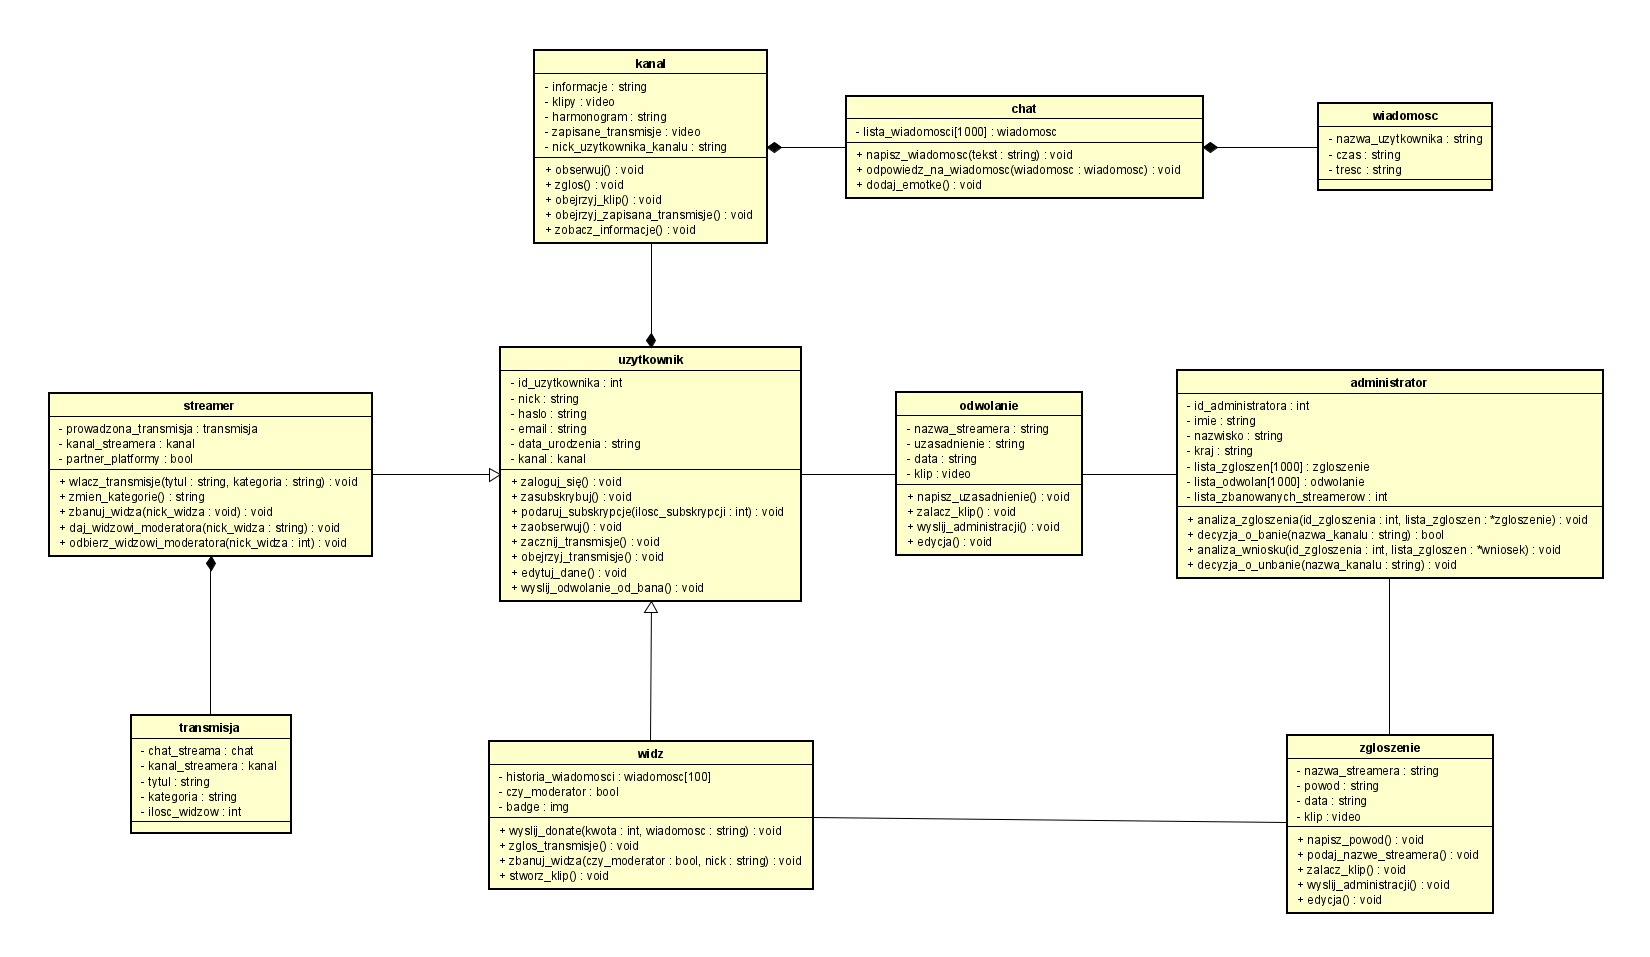 kanal
- informacje : string
- klipy : video
- harmonogram : string
- zapisane_transmisje : video
- nick_uzytkownika_kanalu : string
+ obserwuj() : void
+ zglos() : void
+ obejrzyj_klip() : void
+ obejrzyj_zapisana_transmisje() : void
+ zobacz_informacje() : void
chat
- lista_wiadomosci[1000] : wiadomosc
+ napisz_wiadomosc(tekst : string) : void
+ odpowiedz_na_wiadomosc(wiadomosc : wiadomosc) : void
+ dodaj_emotke() : void
wiadomosc
- nazwa_uzytkownika : string
- czas : string
- tresc : string
streamer
- prowadzona_transmisja : transmisja
- kanal_streamera : kanal
- partner_platformy : bool
+ wlacz_transmisje(tytul : string, kategoria : string) : void
+ zmien_kategorie() : string
+ zbanuj_widza(nick_widza : void) : void
+ daj_widzowi_moderatora(nick_widza : string) : void
+ odbierz_widzowi_moderatora(nick_widza : int) : void
uzytkownik
- id_uzytkownika : int
- nick : string
- haslo : string
- email : string
- data_urodzenia : string
- kanal : kanal
+ zaloguj_się() : void
+ zasubskrybuj() : void
+ podaruj_subskrypcje(ilosc_subskrypcji : int) : void
+ zaobserwuj() : void
+ zacznij_transmisje() : void
+ obejrzyj_transmisje() : void
+ edytuj_dane() : void
+ wyslij_odwolanie_od_bana() : void
odwolanie
- nazwa_streamera : string
- uzasadnienie : string
- data : string
- klip : video
+ napisz_uzasadnienie() : void
+ zalacz_klip() : void
+ wyslij_administracji() : void
+ edycja() : void
administrator
- id_administratora : int
- imie : string
- nazwisko : string
- kraj : string
- lista_zgloszen[1000] : zgloszenie
- lista_odwolan[1000] : odwolanie
- lista_zbanowanych_streamerow : int
+ analiza_zgloszenia(id_zgloszenia : int, lista_zgloszen : *zgloszenie) : void
+ decyzja_o_banie(nazwa_kanalu : string) : bool
+ analiza_wniosku(id_zgloszenia : int, lista_zgloszen : *wniosek) : void
+ decyzja_o_unbanie(nazwa_kanalu : string) : void
transmisja
- chat_streama : chat
- kanal_streamera : kanal
- tytul : string
- kategoria : string
- ilosc_widzow : int
widz
- historia_wiadomosci : wiadomosc[100]
- czy_moderator : bool
- badge : img
+ wyslij_donate(kwota : int, wiadomosc : string) : void
+ zglos_transmisje() : void
+ zbanuj_widza(czy_moderator : bool, nick : string) : void
+ stworz_klip() : void
zgloszenie
- nazwa_streamera : string
- powod : string
- data : string
- klip : video
+ napisz_powod() : void
+ podaj_nazwe_streamera() : void
+ zalacz_klip() : void
+ wyslij_administracji() : void
+ edycja() : void